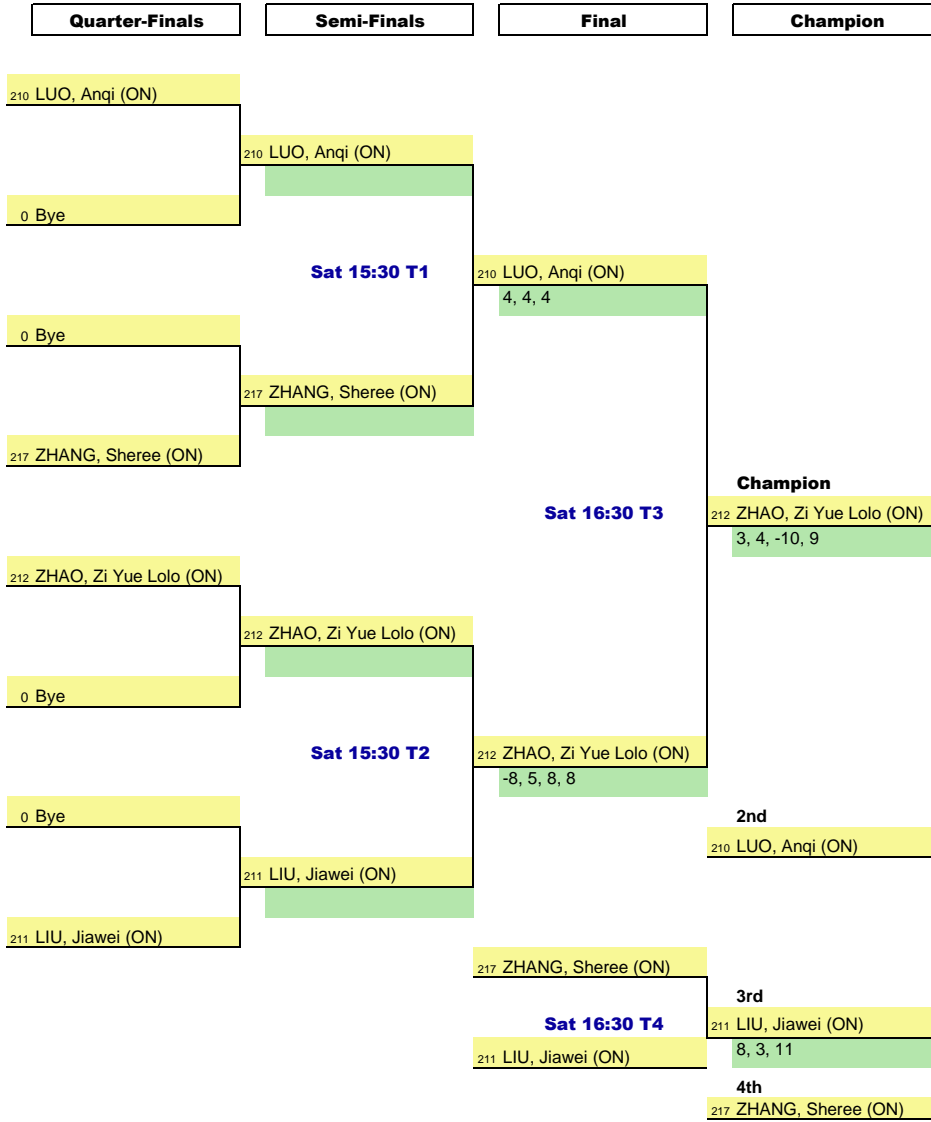 Quarter-Finals Semi-Finals Final Champion
210 LUO, Anqi (ON)
210 LUO, Anqi (ON)
0 Bye
Sat 15:30 T1
210 LUO, Anqi (ON)
4, 4, 4
0 Bye
217 ZHANG, Sheree (ON)
217 ZHANG, Sheree (ON)
Champion
Sat 16:30 T3
212 ZHAO, Zi Yue Lolo (ON)
3, 4, -10, 9
212 ZHAO, Zi Yue Lolo (ON)
212 ZHAO, Zi Yue Lolo (ON)
0 Bye
Sat 15:30 T2
212 ZHAO, Zi Yue Lolo (ON)
-8, 5, 8, 8
0 Bye
2nd
210 LUO, Anqi (ON)
211 LIU, Jiawei (ON)
211 LIU, Jiawei (ON)
217 ZHANG, Sheree (ON)
3rd
Sat 16:30 T4
211 LIU, Jiawei (ON)
8, 3, 11
211 LIU, Jiawei (ON)
4th
217 ZHANG, Sheree (ON)